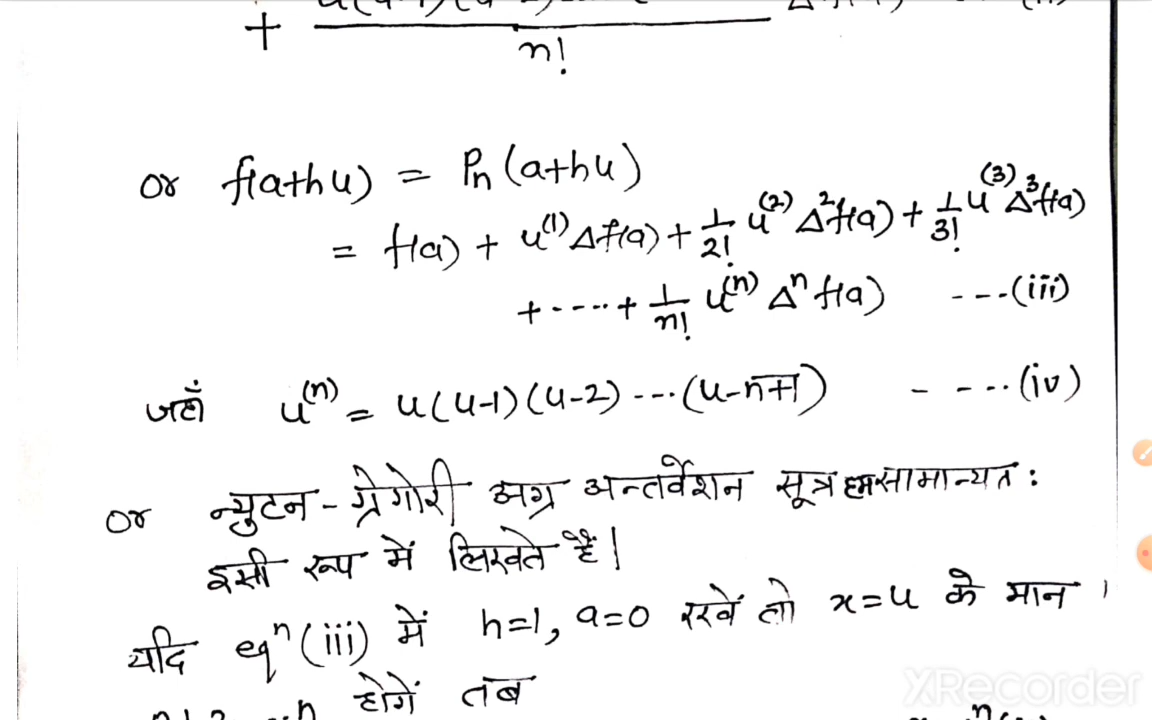 + n!
or f(a+hu) = Pn (a+hu)
= f(a) + u^(1) Δf(a) + 1/2! u^(2) Δ^2 f(a) + 1/3! u^(3) Δ^3 f(a)
+ ---- + 1/n! u^(n) Δ^n f(a) ---(iii)
जहाँ u^(n) = u(u-1)(u-2)---(u-n+1) - ---(iv)
or न्युटन - ग्रेगोरी अग्र अन्तर्वेशन सूत्र हम सामान्यत:
इसी रूप में लिखते हैं।
यदि eq^n (iii) में h=1, a=0 रखें तो x=u के मान
होगें तब
XRecorder